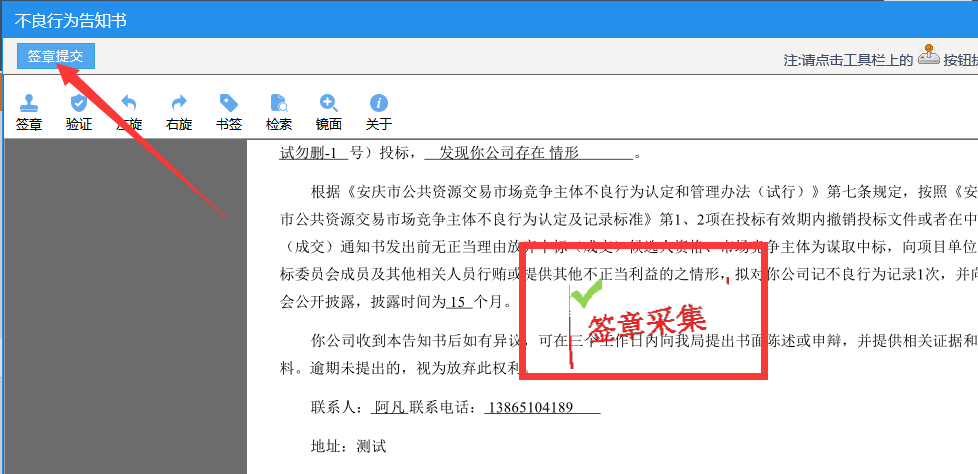 不良行为告知书
签章提交
注:请点击工具栏上的 按钮
签章 验证 左旋 右旋 书签 检索 镜面 关于
试勿删-1 号）投标， 发现你公司存在 情形 。
根据《安庆市公共资源交易市场竞争主体不良行为认定和管理办法（试行）》第七条规定，按照《安
市公共资源交易市场竞争主体不良行为认定及记录标准》第1、2项在投标有效期内撤销投标文件或者在中
（成交）通知书发出前无正当理由放弃中标（成交）候选人资格、市场竞争主体为谋取中标，向项目单位
标委员会成员及其他相关人员行贿或提供其他不正当利益的之情形，拟对你公司记不良行为记录1次，并向
会公开披露，披露时间为 15 个月。
签章采集
你公司收到本告知书后如有异议，可在三个工作日内向我局提出书面陈述或申辩，并提供相关证据和
料。逾期未提出的，视为放弃此权利。
联系人： 阿凡 联系电话： 13865104189
地址：测试